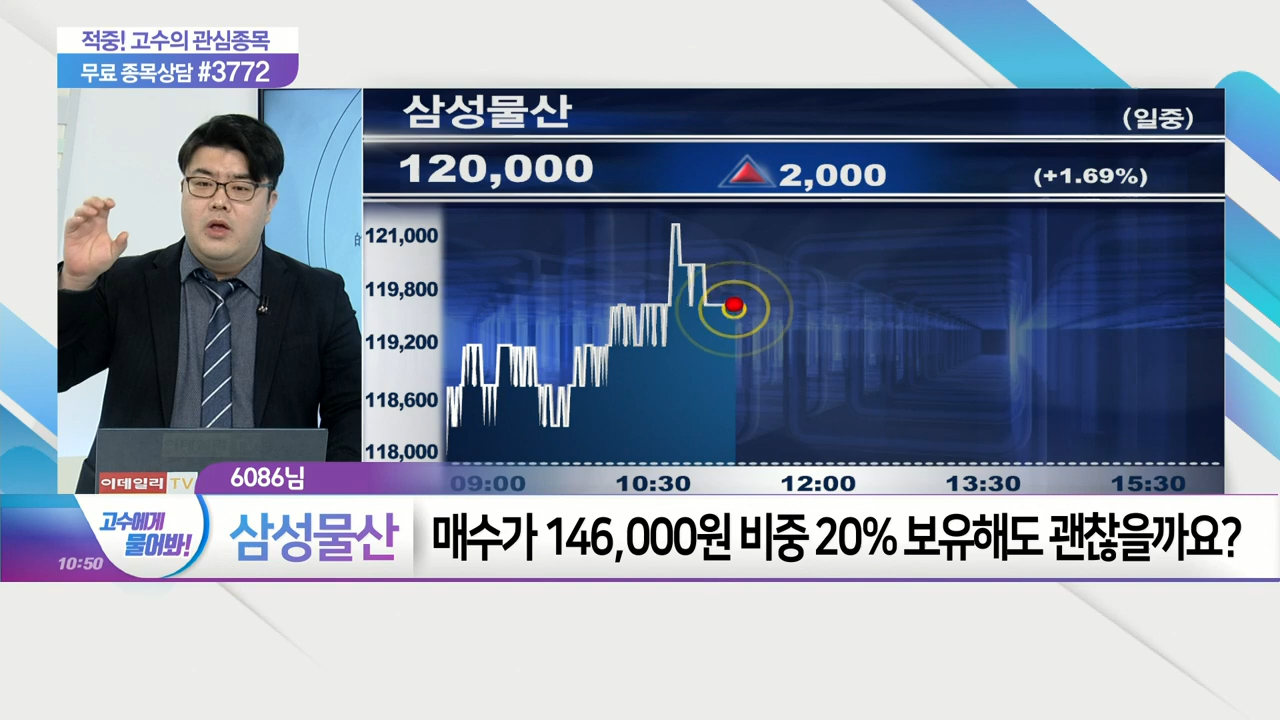 적중! 고수의 관심종목
무료 종목상담 #3772
삼성물산
(일중)
120,000
2,000
(+1.69%)
121,000
119,800
119,200
118,600
118,000
09:00
10:30
12:00
13:30
15:30
이데일리 TV
6086님
고수에게
물어봐!
10:50
삼성물산
매수가 146,000원 비중 20% 보유해도 괜찮을까요?